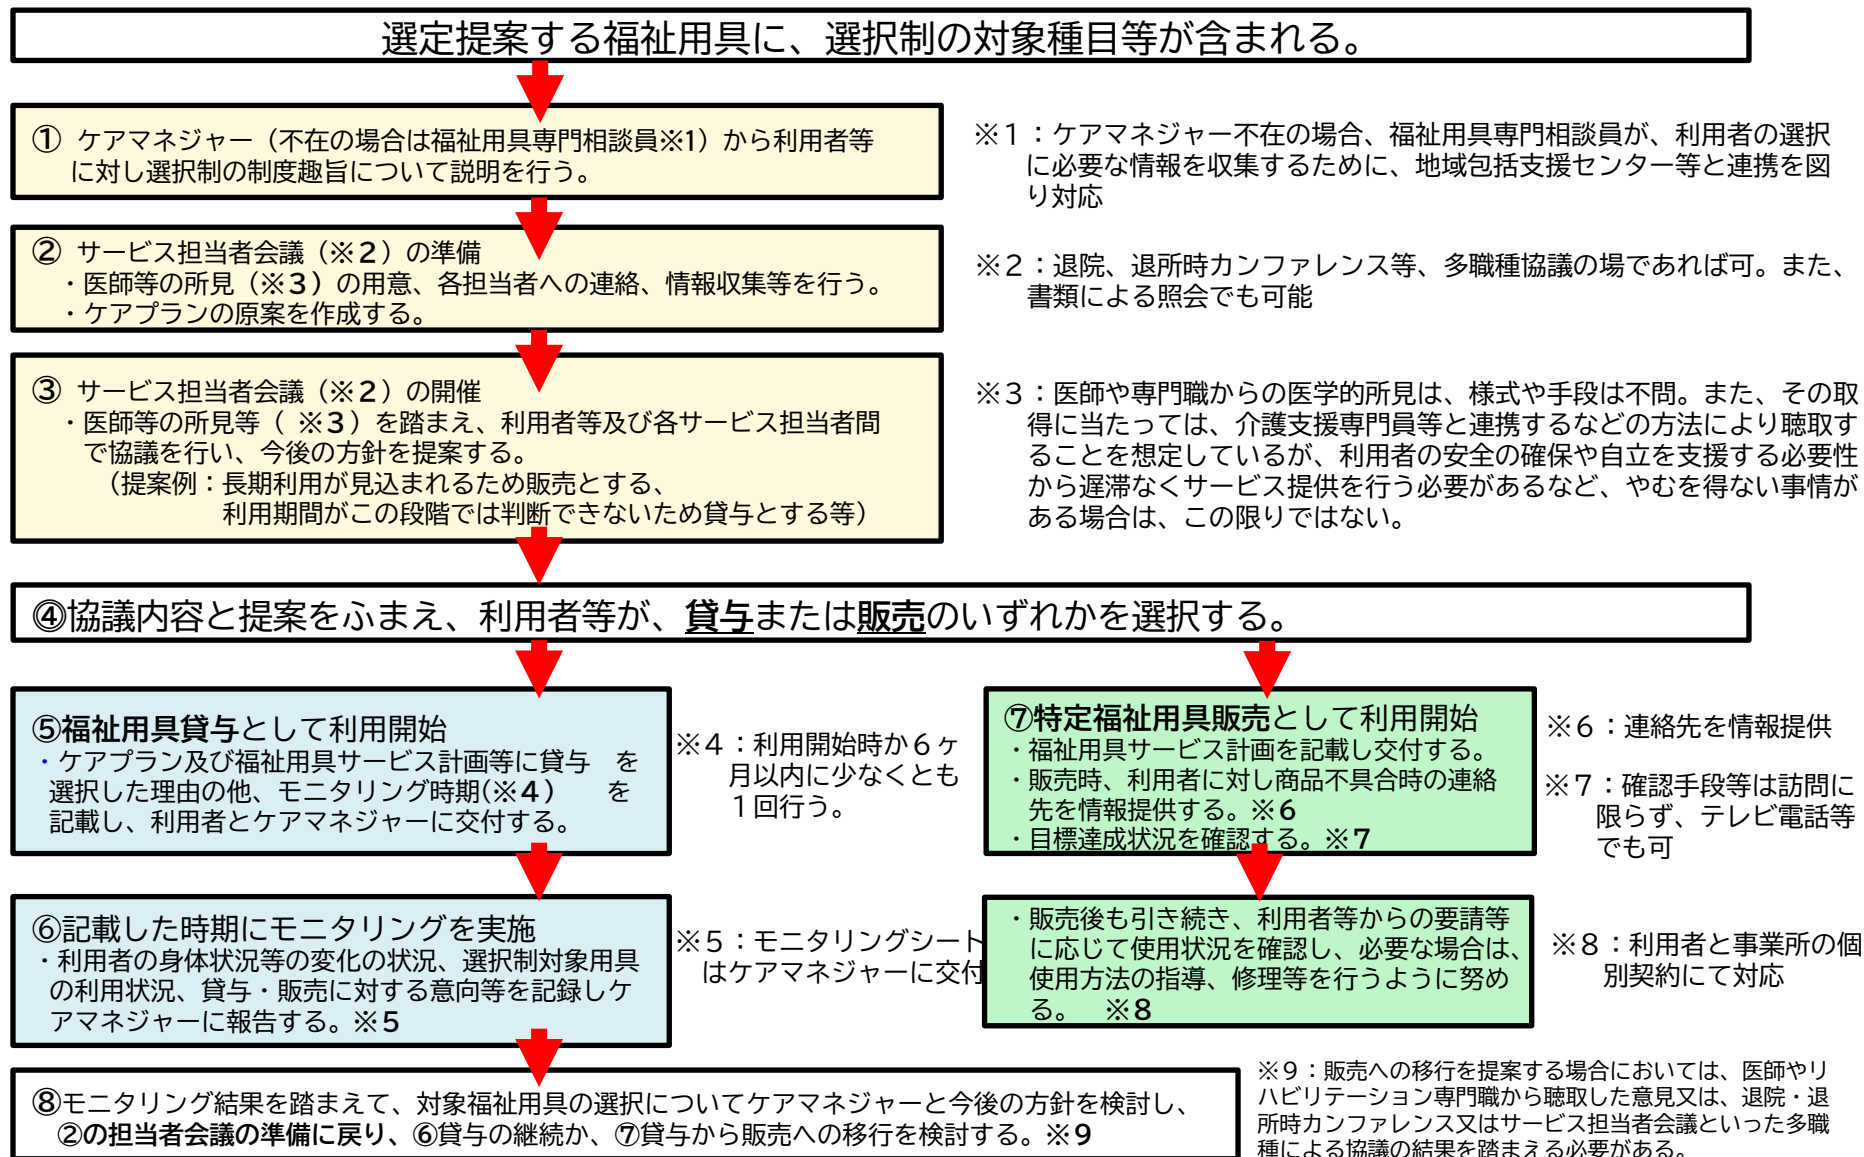 選定提案する福祉用具に、選択制の対象種目等が含まれる。
① ケアマネジャー（不在の場合は福祉用具専門相談員※1）から利用者等
に対し選択制の制度趣旨について説明を行う。
※１：ケアマネジャー不在の場合、福祉用具専門相談員が、利用者の選択
に必要な情報を収集するために、地域包括支援センター等と連携を図
り対応
② サービス担当者会議（※２）の準備
・医師等の所見（※３）の用意、各担当者への連絡、情報収集等を行う。
・ケアプランの原案を作成する。
※２：退院、退所時カンファレンス等、多職種協議の場であれば可。また、
書類による照会でも可能
③ サービス担当者会議（※２）の開催
・医師等の所見等（ ※３）を踏まえ、利用者等及び各サービス担当者間
で協議を行い、今後の方針を提案する。
（提案例：長期利用が見込まれるため販売とする、
利用期間がこの段階では判断できないため貸与とする等）
※３：医師や専門職からの医学的所見は、様式や手段は不問。また、その取
得に当たっては、介護支援専門員等と連携するなどの方法により聴取す
ることを想定しているが、利用者の安全の確保や自立を支援する必要性
から遅滞なくサービス提供を行う必要があるなど、やむを得ない事情が
ある場合は、この限りではない。
④協議内容と提案をふまえ、利用者等が、貸与または販売のいずれかを選択する。
⑤福祉用具貸与として利用開始
・ケアプラン及び福祉用具サービス計画等に貸与 を
選択した理由の他、モニタリング時期(※４) を
記載し、利用者とケアマネジャーに交付する。
※４：利用開始時か６ヶ
月以内に少なくとも
１回行う。
⑦特定福祉用具販売として利用開始
・福祉用具サービス計画を記載し交付する。
・販売時、利用者に対し商品不具合時の連絡
先を情報提供する。※６
・目標達成状況を確認する。※７
※６：連絡先を情報提供
※７：確認手段等は訪問に
限らず、テレビ電話等
でも可
⑥記載した時期にモニタリングを実施
・利用者の身体状況等の変化の状況、選択制対象用具
の利用状況、貸与・販売に対する意向等を記録しケ
アマネジャーに報告する。※５
※５：モニタリングシート
はケアマネジャーに交付
・販売後も引き続き、利用者等からの要請等
に応じて使用状況を確認し、必要な場合は、
使用方法の指導、修理等を行うように努め
る。 ※８
※８：利用者と事業所の個
別契約にて対応
⑧モニタリング結果を踏まえて、対象福祉用具の選択についてケアマネジャーと今後の方針を検討し、
②の担当者会議の準備に戻り、⑥貸与の継続か、⑦貸与から販売への移行を検討する。※９
※９：販売への移行を提案する場合においては、医師やリ
ハビリテーション専門職から聴取した意見又は、退院・退
所時カンファレンス又はサービス担当者会議といった多職
種による協議の結果を踏まえる必要がある。